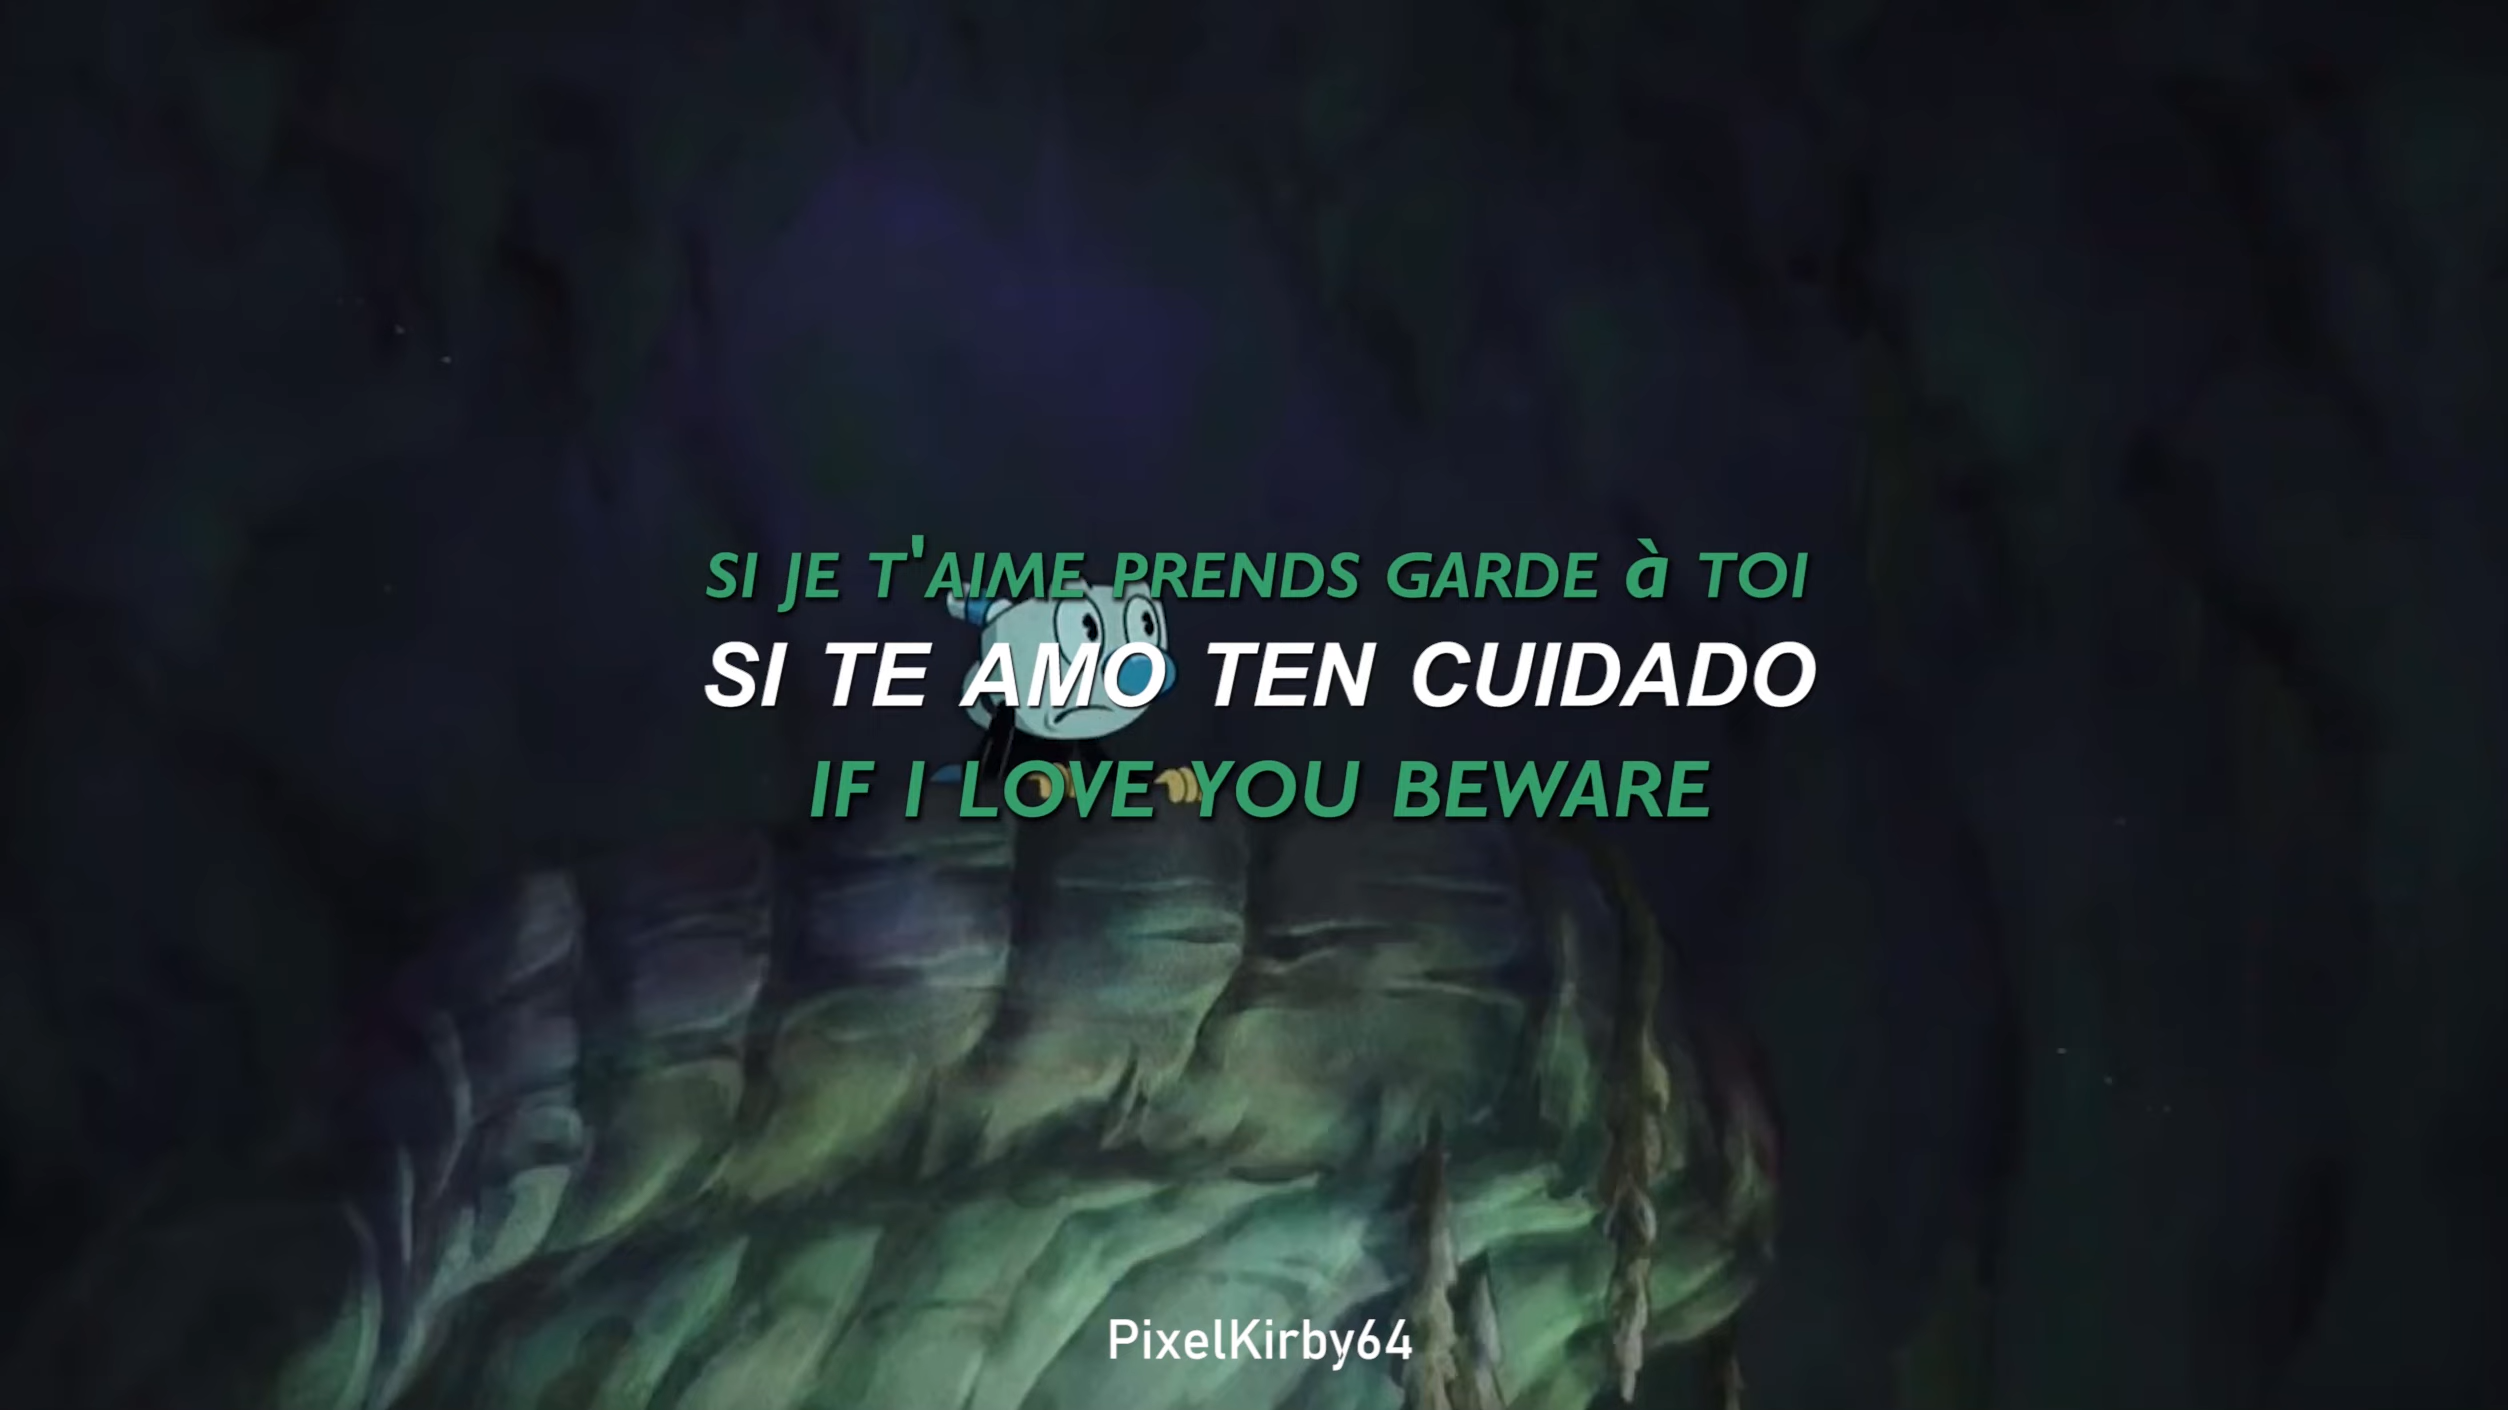 SI JE T'AIME PRENDS GARDE à TOI
SI TE AMO TEN CUIDADO
IF I LOVE YOU BEWARE
PixelKirby64